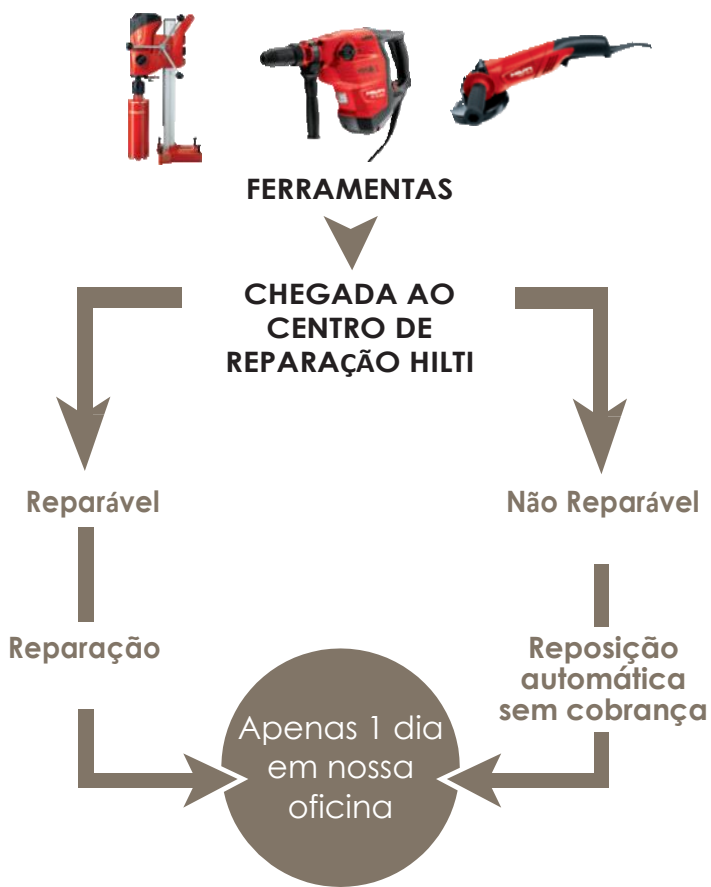 FERRAMENTAS
CHEGADA AO
CENTRO DE
REPARAÇÃO HILTI
Reparável
Não Reparável
Reparação
Reposição
automática
sem cobrança
Apenas 1 dia
em nossa
oficina